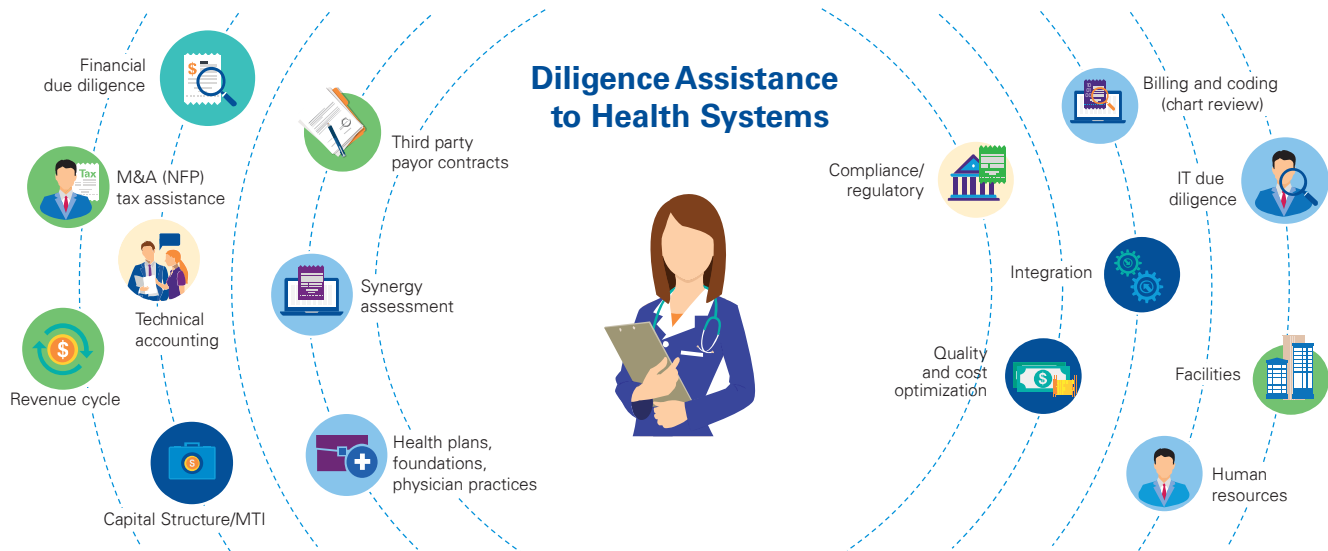 Diligence Assistance
to Health Systems
Financial
due diligence
Tax
M&A (NFP)
tax assistance
Technical
accounting
$
Revenue cycle
$
Capital Structure/MTI
$
Third party
payor contracts
Synergy
assessment
Health plans,
foundations,
physician practices
Compliance/
regulatory
Billing and coding
(chart review)
IT due
diligence
Integration
Quality
and cost
optimization
$
Facilities
Human
resources